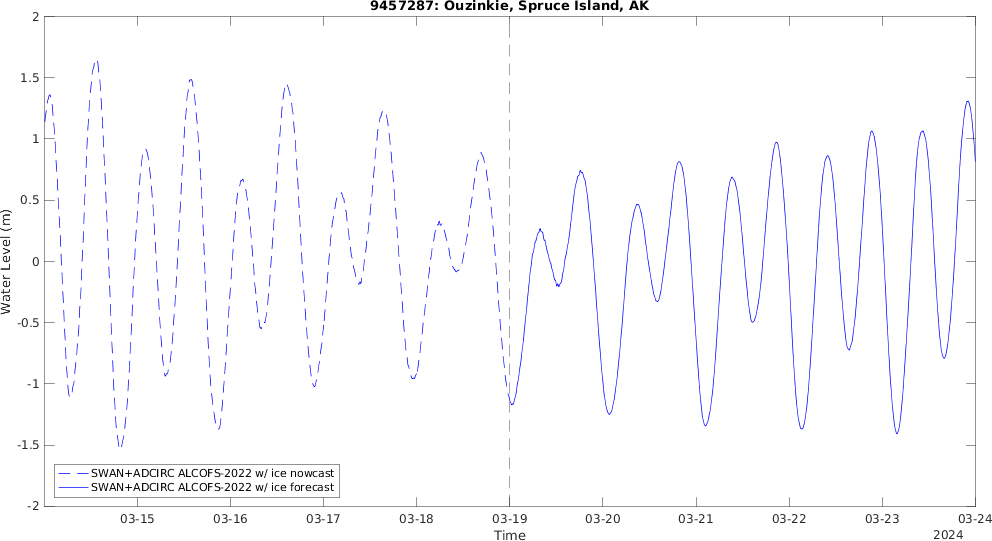 9457287: Ouzinkie, Spruce Island, AK
2
1.5
1
0.5
0
-0.5
-1
-1.5
-2
Water Level (m)
SWAN+ADCIRC ALCOFS-2022 w/ ice nowcast
SWAN+ADCIRC ALCOFS-2022 w/ ice forecast
03-15 03-16 03-17 03-18 03-19 03-20 03-21 03-22 03-23 03-24
Time
2024